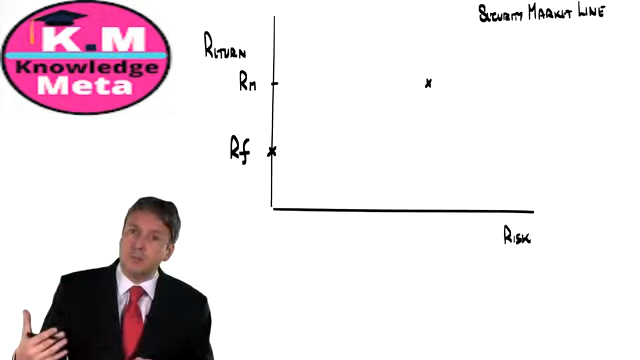 K.M
Knowledge
Meta
SECURITY MARKET LINE
RETURN
RM
Rf
RISK